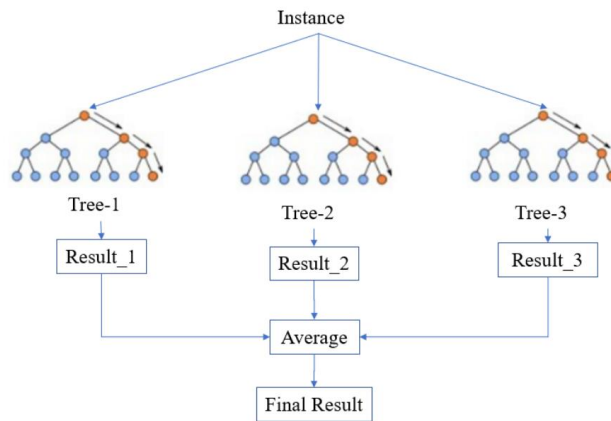 Instance
Tree-1
Tree-2
Tree-3
Result_1
Result_2
Result_3
Average
Final Result